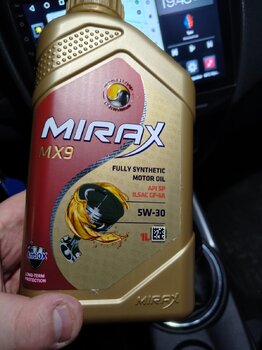 MIRAX
MX9
FULLY SYNTHETIC
MOTOR OIL
API SP
ILSAC GF-6A
5W-30
1L
LONG-TERM
PROTECTION
MIRAX